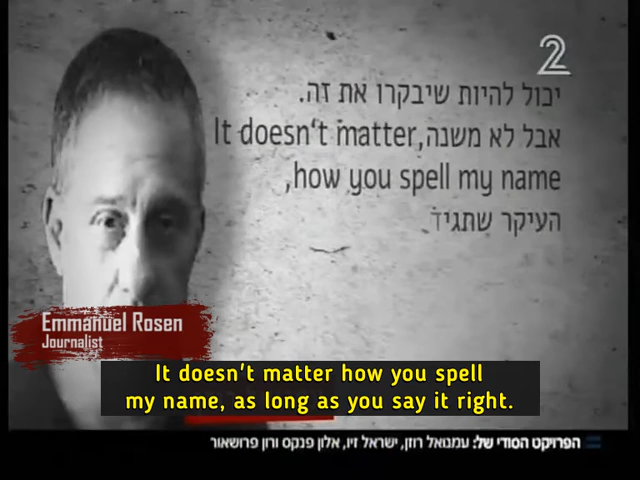 2
יכול להיות שיבקרו את זה.
אבל לא משנה, It doesn't matter
how you spell my name,
העיקר שתגיד
Emmanuel Rosen
Journalist
It doesn't matter how you spell
my name, as long as you say it right.
הפרויקט הסודי של: עמנואל רוזן, ישראל זיו, אלון פנקס ורון פרושאור